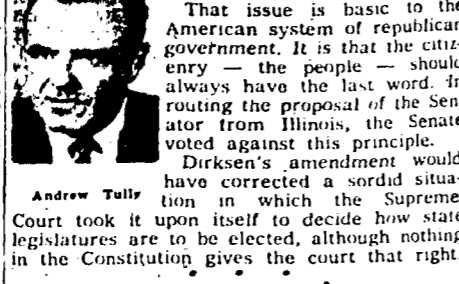 That issue is basic to the
American system of republican
government. It is that the citiz-
enry — the people — should
always have the last word. In
routing the proposal of the Sen
ator from Illinois, the Senate
voted against this principle.
Dirksen's amendment would
have corrected a sordid situa-
Andrew Tully
tion in which the Supreme
Court took it upon itself to decide how state
legislatures are to be elected, although nothing
in the Constitution gives the court that right.